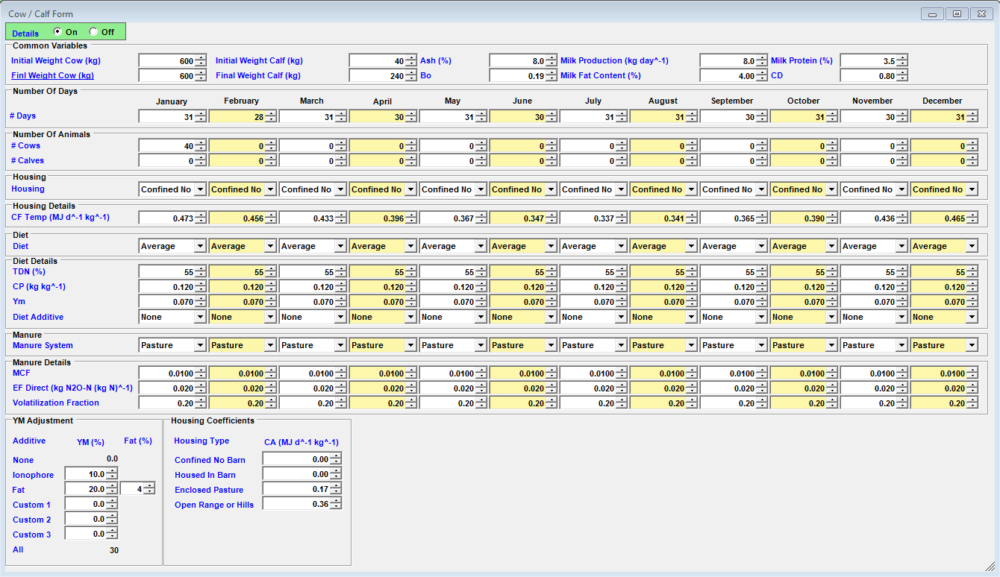 Cow / Calf Form
Details On Off
Common Variables
Initial Weight Cow (kg) 600 Initial Weight Calf (kg) 40 Ash (%) 8.0 Milk Production (kg day^-1) 8.0 Milk Protein (%) 3.5
Finl Weight Cow (kg) 600 Final Weight Calf (kg) 240 Bo 0.19 Milk Fat Content (%) 4.00 CD 0.80
Number Of Days
January February March April May June July August September October November December
# Days 31 28 31 30 31 30 31 31 30 31 30 31
Number Of Animals
# Cows 40 0 0 0 0 0 0 0 0 0 0 0
# Calves 0 0 0 0 0 0 0 0 0 0 0 0
Housing
Housing Confined No Confined No Confined No Confined No Confined No Confined No Confined No Confined No Confined No Confined No Confined No Confined No
Housing Details
CF Temp (MJ d^-1 kg^-1) 0.473 0.456 0.433 0.396 0.367 0.347 0.337 0.341 0.365 0.390 0.436 0.465
Diet
Diet Average Average Average Average Average Average Average Average Average Average Average Average
Diet Details
TDN (%) 55 55 55 55 55 55 55 55 55 55 55 55
CP (kg kg^-1) 0.120 0.120 0.120 0.120 0.120 0.120 0.120 0.120 0.120 0.120 0.120 0.120
Ym 0.070 0.070 0.070 0.070 0.070 0.070 0.070 0.070 0.070 0.070 0.070 0.070
Diet Additive None None None None None None None None None None None None
Manure
Manure System Pasture Pasture Pasture Pasture Pasture Pasture Pasture Pasture Pasture Pasture Pasture Pasture
Manure Details
MCF 0.0100 0.0100 0.0100 0.0100 0.0100 0.0100 0.0100 0.0100 0.0100 0.0100 0.0100 0.0100
EF Direct (kg N2O-N (kg N)^-1) 0.020 0.020 0.020 0.020 0.020 0.020 0.020 0.020 0.020 0.020 0.020 0.020
Volatilization Fraction 0.20 0.20 0.20 0.20 0.20 0.20 0.20 0.20 0.20 0.20 0.20 0.20
YM Adjustment
Additive YM (%) Fat (%)
None 0.0
Ionophore 10.0
Fat 20.0 4
Custom 1 0.0
Custom 2 0.0
Custom 3 0.0
All 30
Housing Coefficients
Housing Type CA (MJ d^-1 kg^-1)
Confined No Barn 0.00
Housed In Barn 0.00
Enclosed Pasture 0.17
Open Range or Hills 0.36